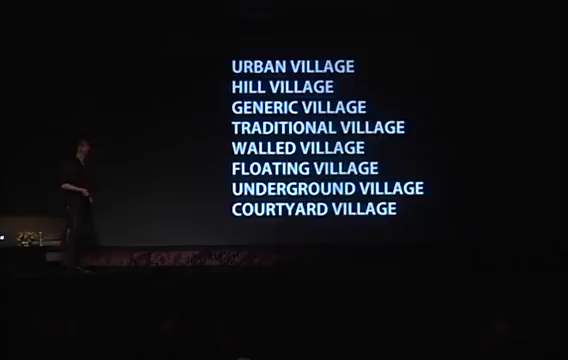 URBAN VILLAGE
HILL VILLAGE
GENERIC VILLAGE
TRADITIONAL VILLAGE
WALLED VILLAGE
FLOATING VILLAGE
UNDERGROUND VILLAGE
COURTYARD VILLAGE